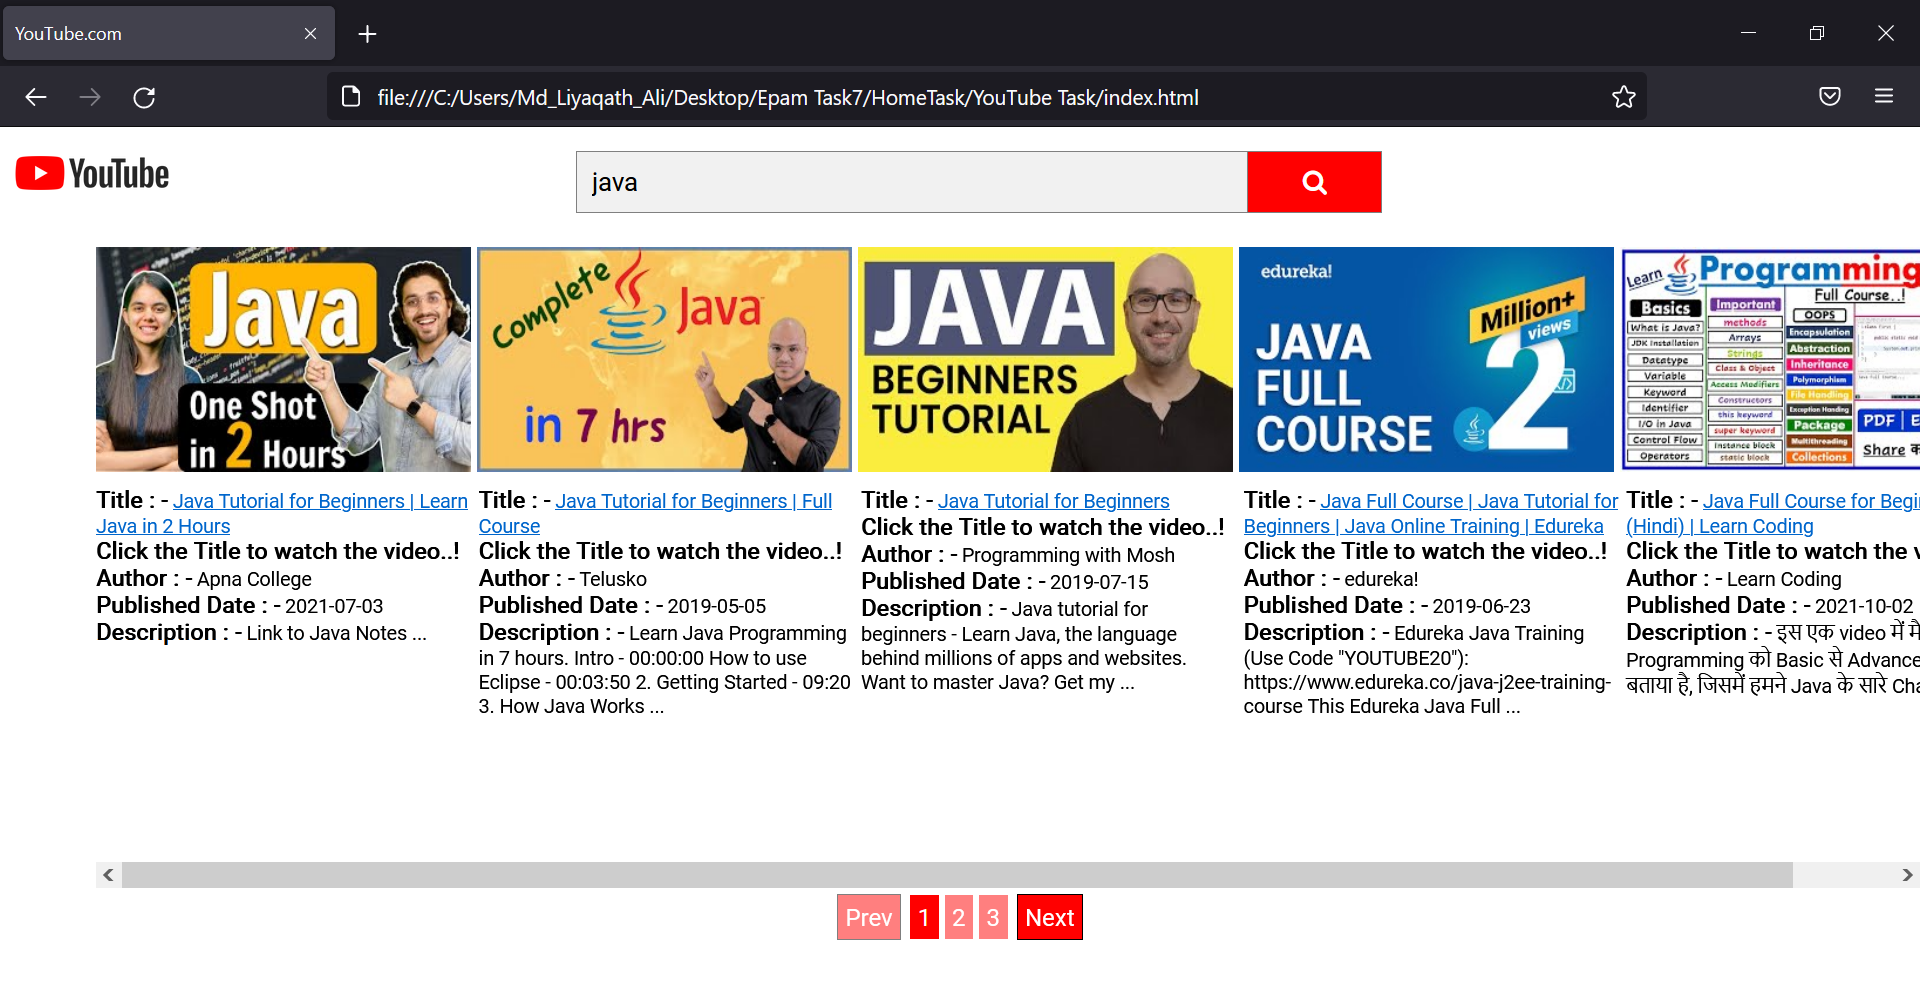 YouTube.com
file:///C:/Users/Md_Liyaqath_Ali/Desktop/Epam Task7/HomeTask/YouTube Task/index.html
YouTube
java
Java
One Shot
in 2 Hours
Complete
Java
in 7 hrs
JAVA
BEGINNERS
TUTORIAL
edureka!
Million+
views
2
JAVA
FULL
COURSE
Learn Programming
Full Course..!
Basics
What is Java?
JDK Installation
Datatype
Variable
Keyword
Identifier
I/O in Java
Control Flow
Operators
Important
methods
Arrays
Strings
Class & Object
Access Modifiers
Constructors
this keyword
super keyword
Instance block
static block
OOPS
Encapsulation
Abstraction
Inheritance
Polymorphism
File Handling
Exception Handing
Package
Multithreading
Collections
PDF | E
Share क
Title : - Java Tutorial for Beginners | Learn
Java in 2 Hours
Click the Title to watch the video..!
Author : - Apna College
Published Date : - 2021-07-03
Description : - Link to Java Notes ...
Title : - Java Tutorial for Beginners | Full
Course
Click the Title to watch the video..!
Author : - Telusko
Published Date : - 2019-05-05
Description : - Learn Java Programming
in 7 hours. Intro - 00:00:00 How to use
Eclipse - 00:03:50 2. Getting Started - 09:20
3. How Java Works ...
Title : - Java Tutorial for Beginners
Click the Title to watch the video..!
Author : - Programming with Mosh
Published Date : - 2019-07-15
Description : - Java tutorial for
beginners - Learn Java, the language
behind millions of apps and websites.
Want to master Java? Get my ...
Title : - Java Full Course | Java Tutorial for
Beginners | Java Online Training | Edureka
Click the Title to watch the video..!
Author : - edureka!
Published Date : - 2019-06-23
Description : - Edureka Java Training
(Use Code "YOUTUBE20"):
https://www.edureka.co/java-j2ee-training-
course This Edureka Java Full ...
Title : - Java Full Course for Begi
(Hindi) | Learn Coding
Click the Title to watch the v
Author : - Learn Coding
Published Date : - 2021-10-02
Description : - इस एक video में मै
Programming को Basic से Advance
बताया है, जिसमें हमने Java के सारे Cha
Prev 1 2 3 Next